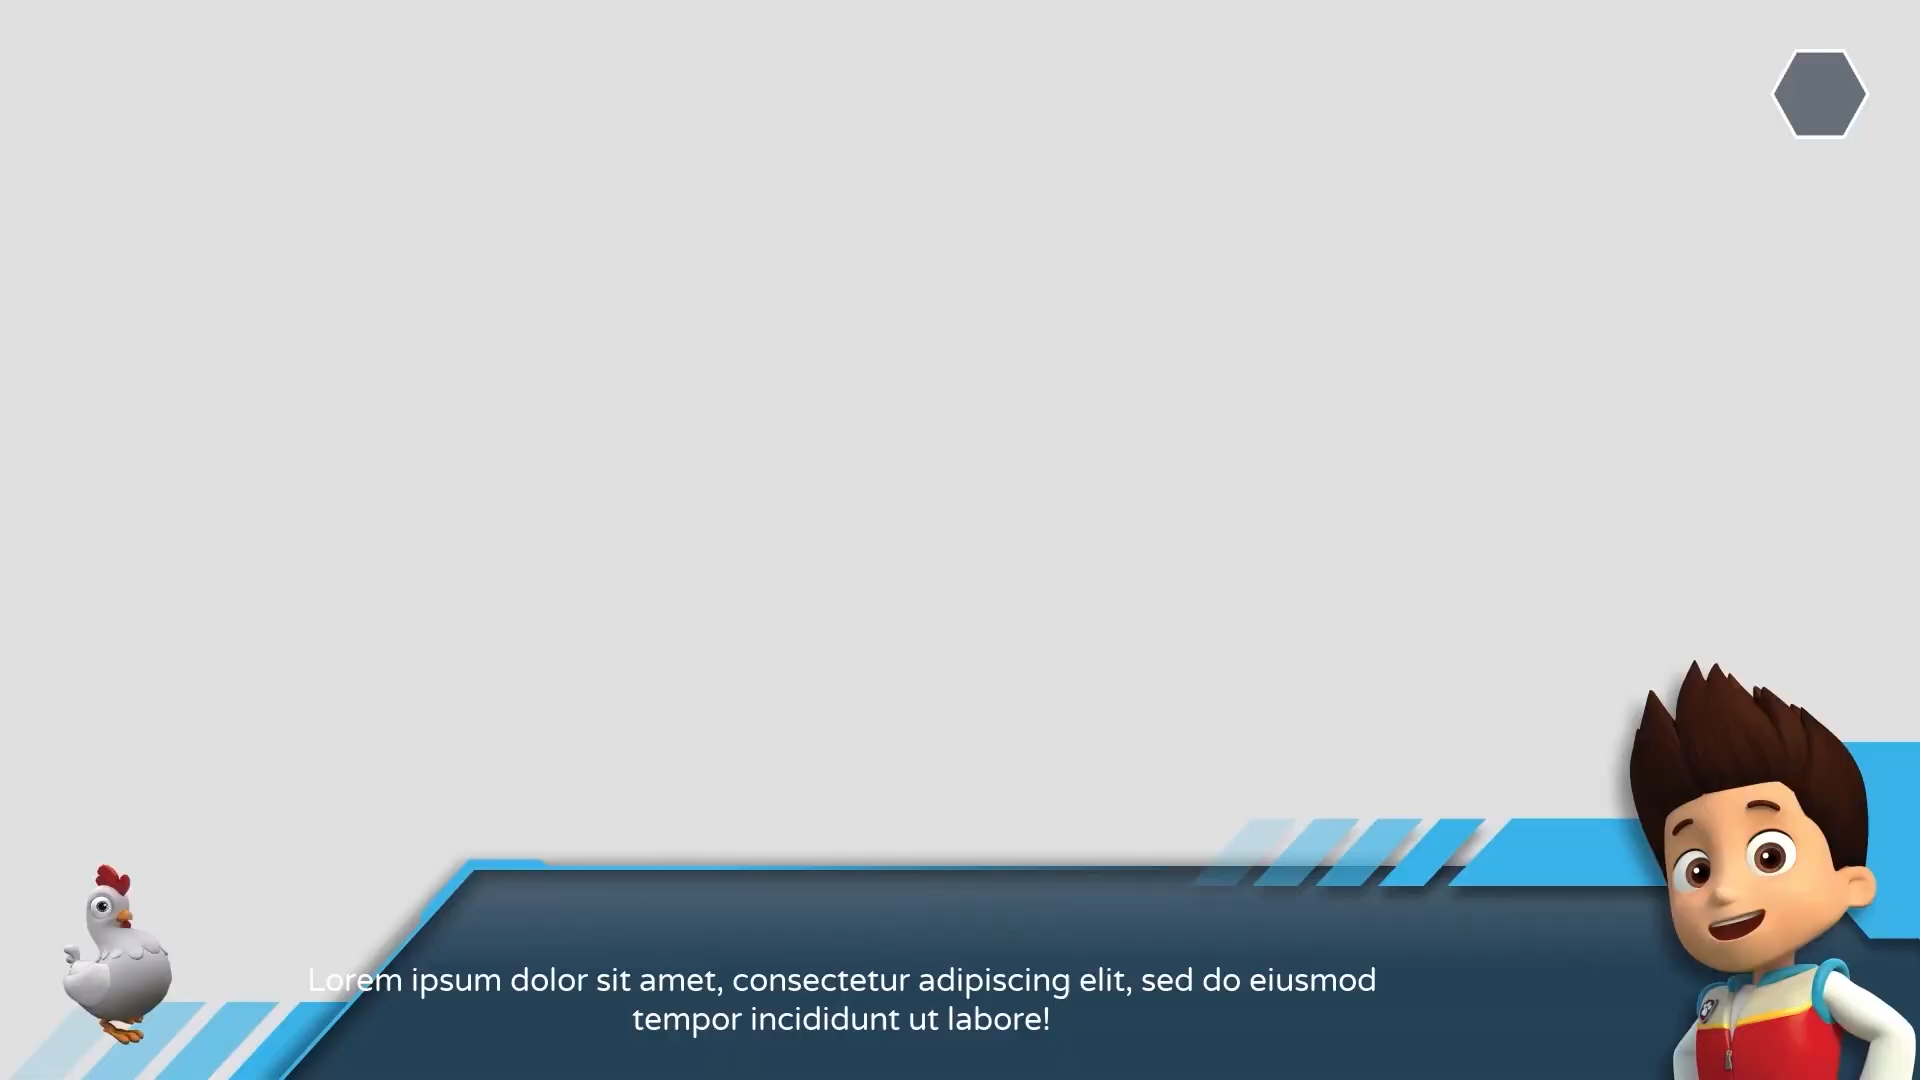 Lorem ipsum dolor sit amet, consectetur adipiscing elit, sed do eiusmod
tempor incididunt ut labore!